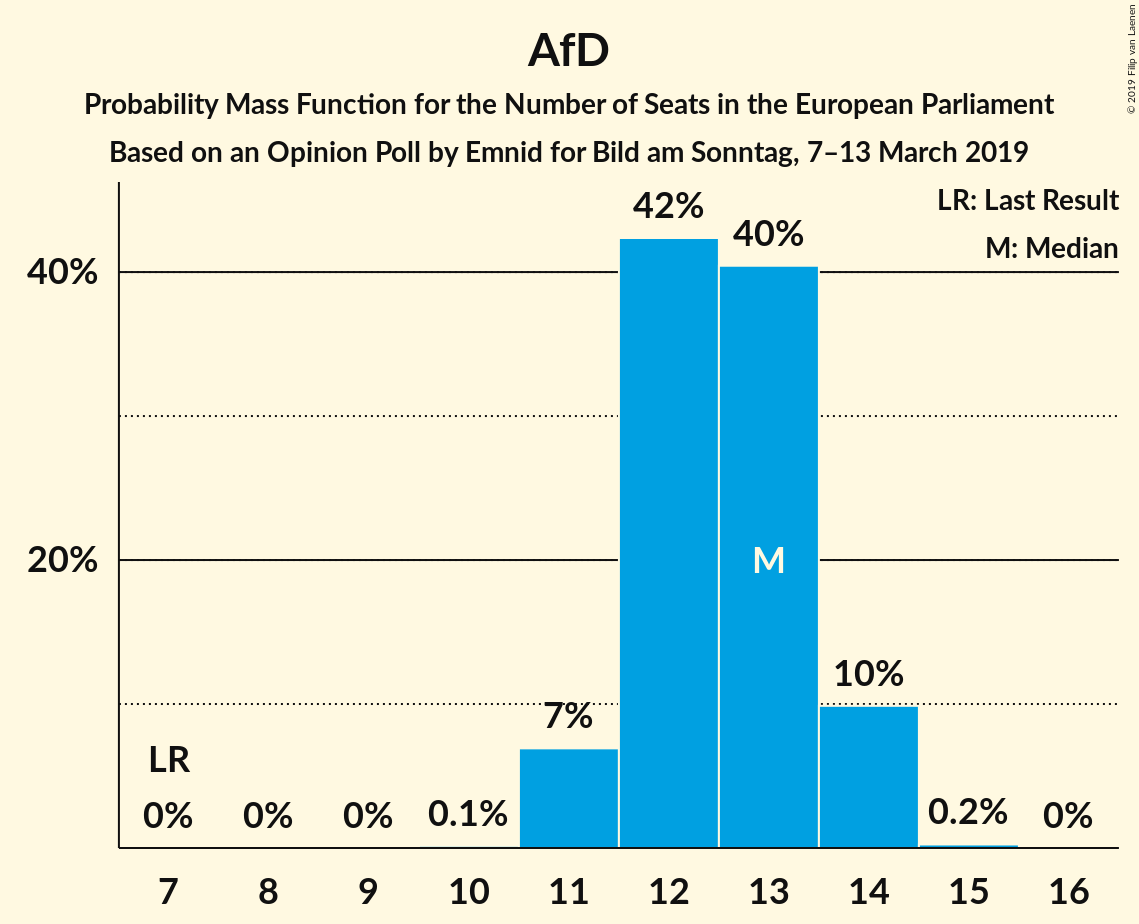 AfD
Probability Mass Function for the Number of Seats in the European Parliament
Based on an Opinion Poll by Emnid for Bild am Sonntag, 7–13 March 2019
© 2019 Filip van Laenen
LR: Last Result
M: Median
42%
40%
40%
20%
M
10%
7%
LR
0%
0%
0%
0.1%
0.2%
0%
7 8 9 10 11 12 13 14 15 16